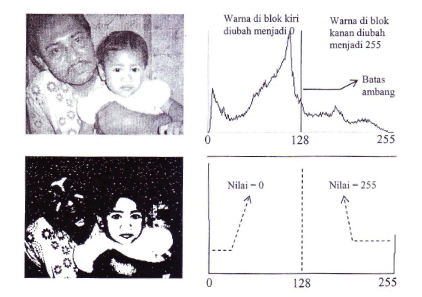 Warna di blok kiri
diubah menjadi 0
Warna di blok
kanan diubah
menjadi 255
Batas
ambang
0
128
255
Nilai = 0
Nilai = 255
0
128
255